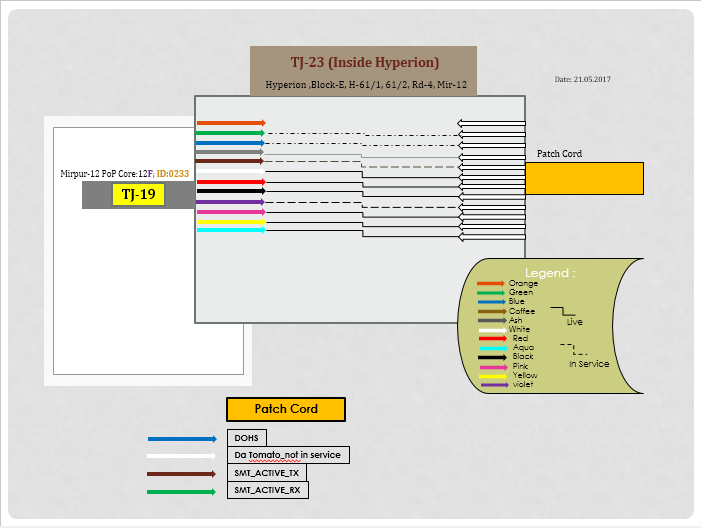 TJ-23 (Inside Hyperion)
Hyperion ,Block-E, H-61/1, 61/2, Rd-4, Mir-12
Date: 21.05.2017
Patch Cord
Mirpur-12 PoP Core:12F; ID:0233
TJ-19
Legend :
Orange
Green
Blue
Coffee
Ash
White
Red
Aqua
Black
Pink
Yellow
violet
Live
In Service
Patch Cord
DOHS
Da Tomato_not in service
SMT_ACTIVE_TX
SMT_ACTIVE_RX